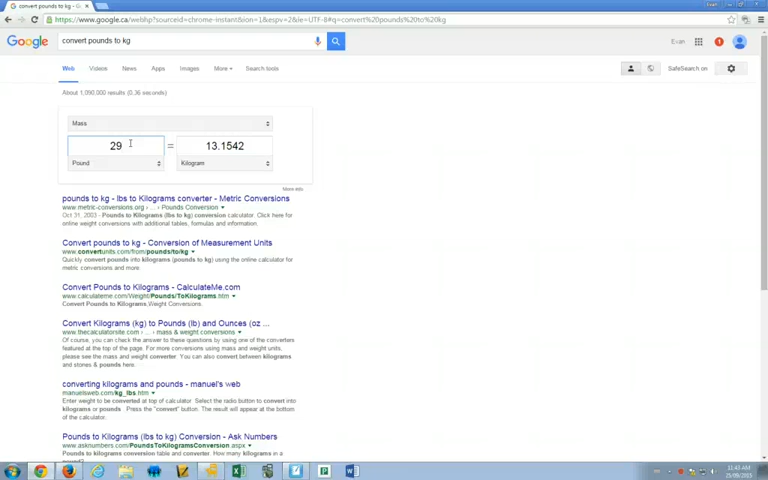 convert pounds to kg - G
https://www.google.ca/webhp?sourceid=chrome-instant&ion=1&espv=2&ie=UTF-8#q=convert%20pounds%20to%20kg
Google
convert pounds to kg
Evan
1
Web Videos News Apps Images More Search tools
SafeSearch on
About 1,090,000 results (0.36 seconds)
Mass
29 = 13.1542
Pound Kilogram
More info
pounds to kg - lbs to Kilograms converter - Metric Conversions
www.metric-conversions.org › ... › Pounds Conversion
Oct 31, 2003 - Pounds to Kilograms (lbs to kg) conversion calculator. Click here for
online weight conversions with additional tables, formulas and information.
Convert pounds to kg - Conversion of Measurement Units
www.convertunits.com/from/pounds/to/kg
Quickly convert pounds into kilograms (pounds to kg) using the online calculator for
metric conversions and more.
Convert Pounds to Kilograms - CalculateMe.com
www.calculateme.com/Weight/Pounds/ToKilograms.htm
Convert Pounds to Kilograms,Weight Conversions.
Convert Kilograms (kg) to Pounds (lb) and Ounces (oz ...
www.thecalculatorsite.com › ... › mass & weight conversions
Of course, you can check the answer to these questions by using one of the converters
featured at the top of the page. For more conversions using mass and weight units,
please see the mass and weight converter. You can also convert between kilograms
and stones & pounds here.
converting kilograms and pounds - manuel's web
manuelsweb.com/kg_lbs.htm
Enter weight to be converted at top of calculator. Select the radio button to convert into
kilograms or pounds . Press the "convert" button. The result will appear at the bottom
of the calculator.
Pounds to Kilograms (lbs to kg) Conversion - Ask Numbers
www.asknumbers.com/PoundsToKilogramsConversion.aspx
Pounds to kilograms conversion table and converter. How many kilograms in a
11:43 AM
25/09/2015